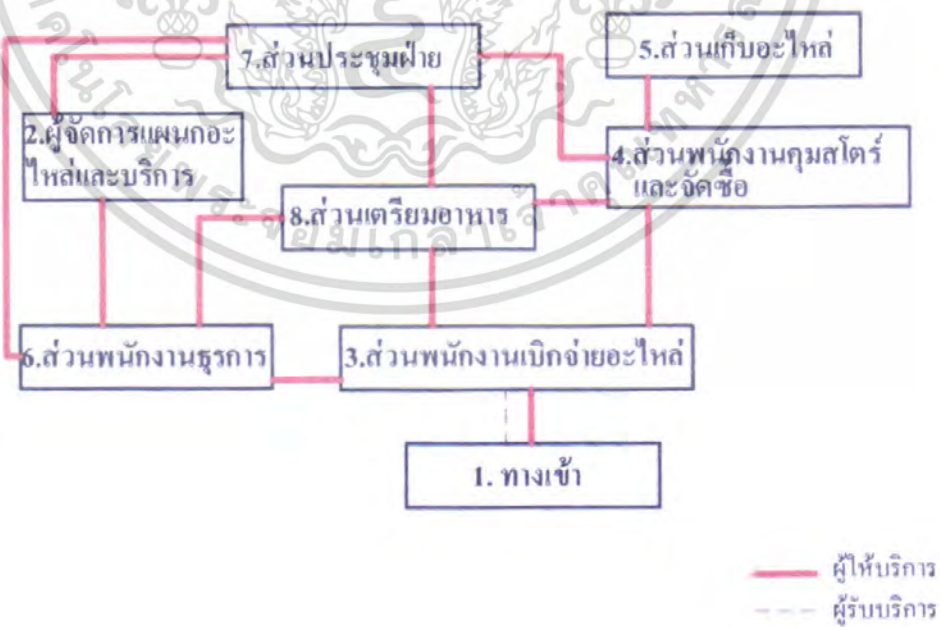 7.ส่วนประชุมฝ่าย
5.ส่วนเก็บอะไหล่
2.ผู้จัดการแผนกอะ
ไหล่และบริการ
4.ส่วนพนักงานคุมสโตร์
และจัดซื้อ
8.ส่วนเตรียมอาหาร
6.ส่วนพนักงานธุรการ
3.ส่วนพนักงานเบิกจ่ายอะไหล่
1. ทางเข้า
ผู้ให้บริการ
ผู้รับบริการ